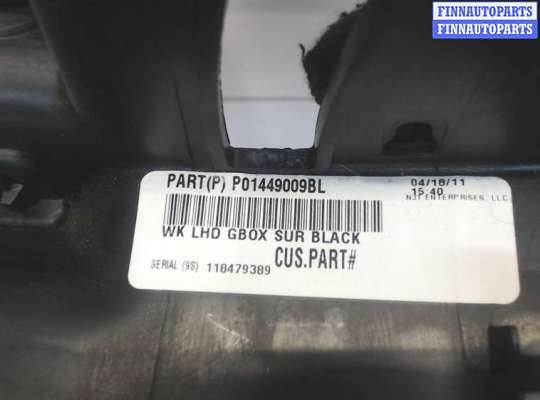 FINNAUTOPARTS
FINNAUTOPARTS
PART(P) P01449009BL
04/18/11
15.40
NJT ENTERPRISES, LLC
WK LHD GBOX SUR BLACK
CUS.PART#
SERIAL (9S) 118479389